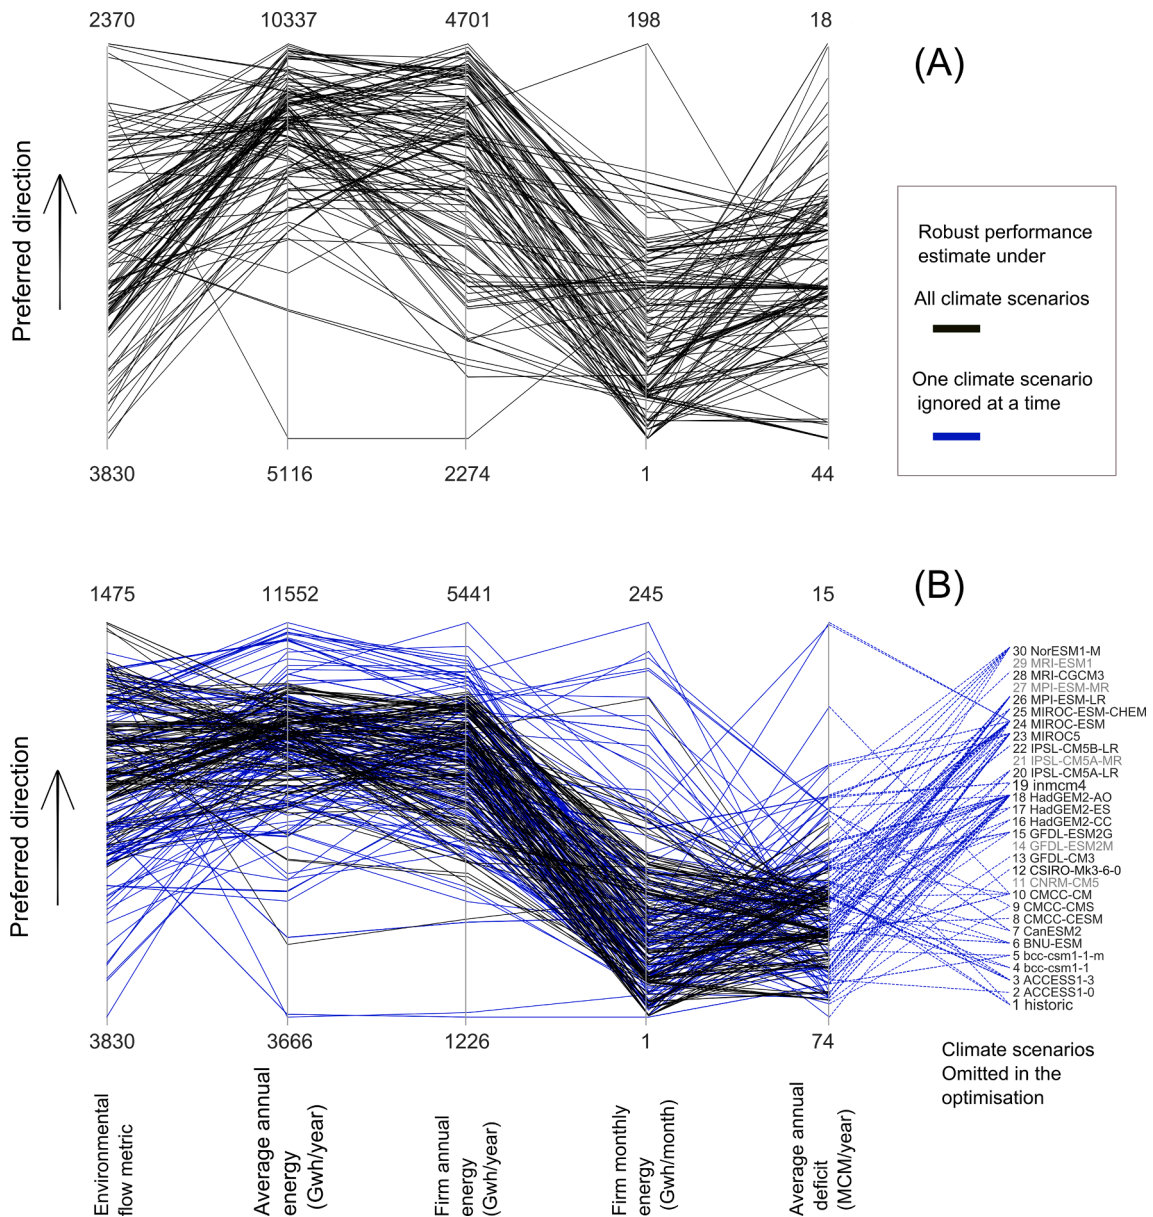 2370 10337 4701 198 18
(A)
Preferred direction
Robust performance
estimate under
All climate scenarios
One climate scenario
ignored at a time
3830 5116 2274 1 44
1475 11552 5441 245 15
(B)
Preferred direction
30 NorESM1-M
29 MRI-ESM1
28 MRI-CGCM3
27 MPI-ESM-MR
26 MPI-ESM-LR
25 MIROC-ESM-CHEM
24 MIROC-ESM
23 MIROC5
22 IPSL-CM5B-LR
21 IPSL-CM5A-MR
20 IPSL-CM5A-LR
19 inmcm4
18 HadGEM2-AO
17 HadGEM2-ES
16 HadGEM2-CC
15 GFDL-ESM2G
14 GFDL-ESM2M
13 GFDL-CM3
12 CSIRO-Mk3-6-0
11 CNRM-CM5
10 CMCC-CM
9 CMCC-CMS
8 CMCC-CESM
7 CanESM2
6 BNU-ESM
5 bcc-csm1-1-m
4 bcc-csm1-1
3 ACCESS1-3
2 ACCESS1-0
1 historic
3830 3666 1226 1 74
Climate scenarios
Omitted in the
optimisation
Environmental
flow metric
Average annual
energy
(Gwh/year)
Firm annual
energy
(Gwh/year)
Firm monthly
energy
(Gwh/month)
Average annual
deficit
(MCM/year)